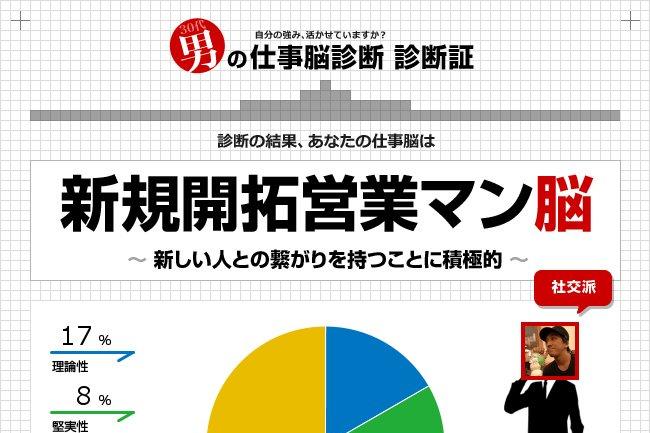 自分の強み、活かせていますか?
30代男の仕事脳診断 診断証
診断の結果、あなたの仕事脳は
新規開拓営業マン脳
〜 新しい人との繋がりを持つことに積極的 〜
社交派
17 %
理論性
8 %
堅実性